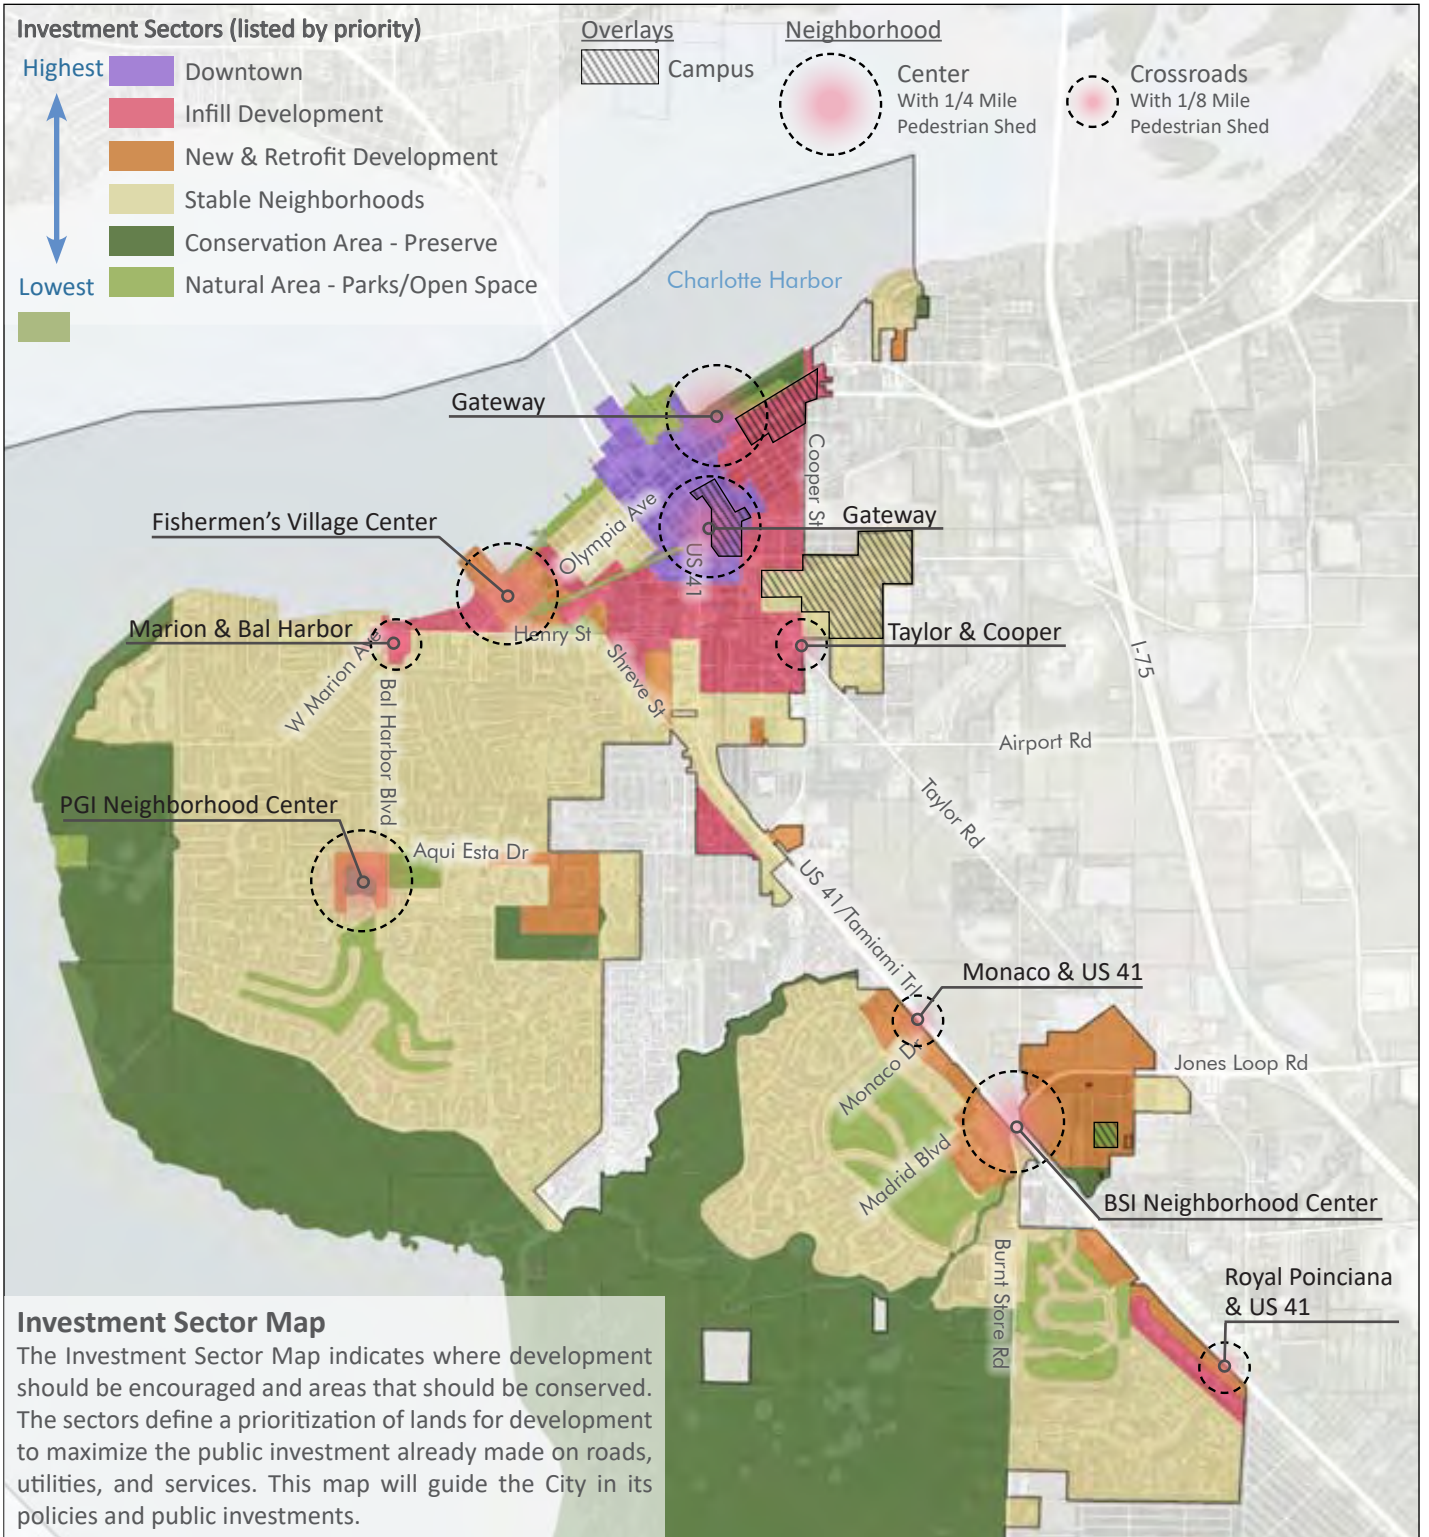 Investment Sectors (listed by priority)
Highest
Downtown
Infill Development
New & Retrofit Development
Stable Neighborhoods
Conservation Area - Preserve
Natural Area - Parks/Open Space
Lowest
Overlays
Campus
Neighborhood
Center
With 1/4 Mile
Pedestrian Shed
Crossroads
With 1/8 Mile
Pedestrian Shed
Charlotte Harbor
Gateway
Cooper St
Fishermen's Village Center
Olympia Ave
Gateway
US 41
Marion & Bal Harbor
Henry St
Taylor & Cooper
W Marion Ave
Shreve St
I-75
Bal Harbor Blvd
Airport Rd
PGI Neighborhood Center
Taylor Rd
Aqui Esta Dr
US 41/Tamiami Trl
Monaco & US 41
Monaco Dr
Jones Loop Rd
Madrid Blvd
BSI Neighborhood Center
Burnt Store Rd
Royal Poinciana
& US 41
Investment Sector Map
The Investment Sector Map indicates where development
should be encouraged and areas that should be conserved.
The sectors define a prioritization of lands for development
to maximize the public investment already made on roads,
utilities, and services. This map will guide the City in its
policies and public investments.